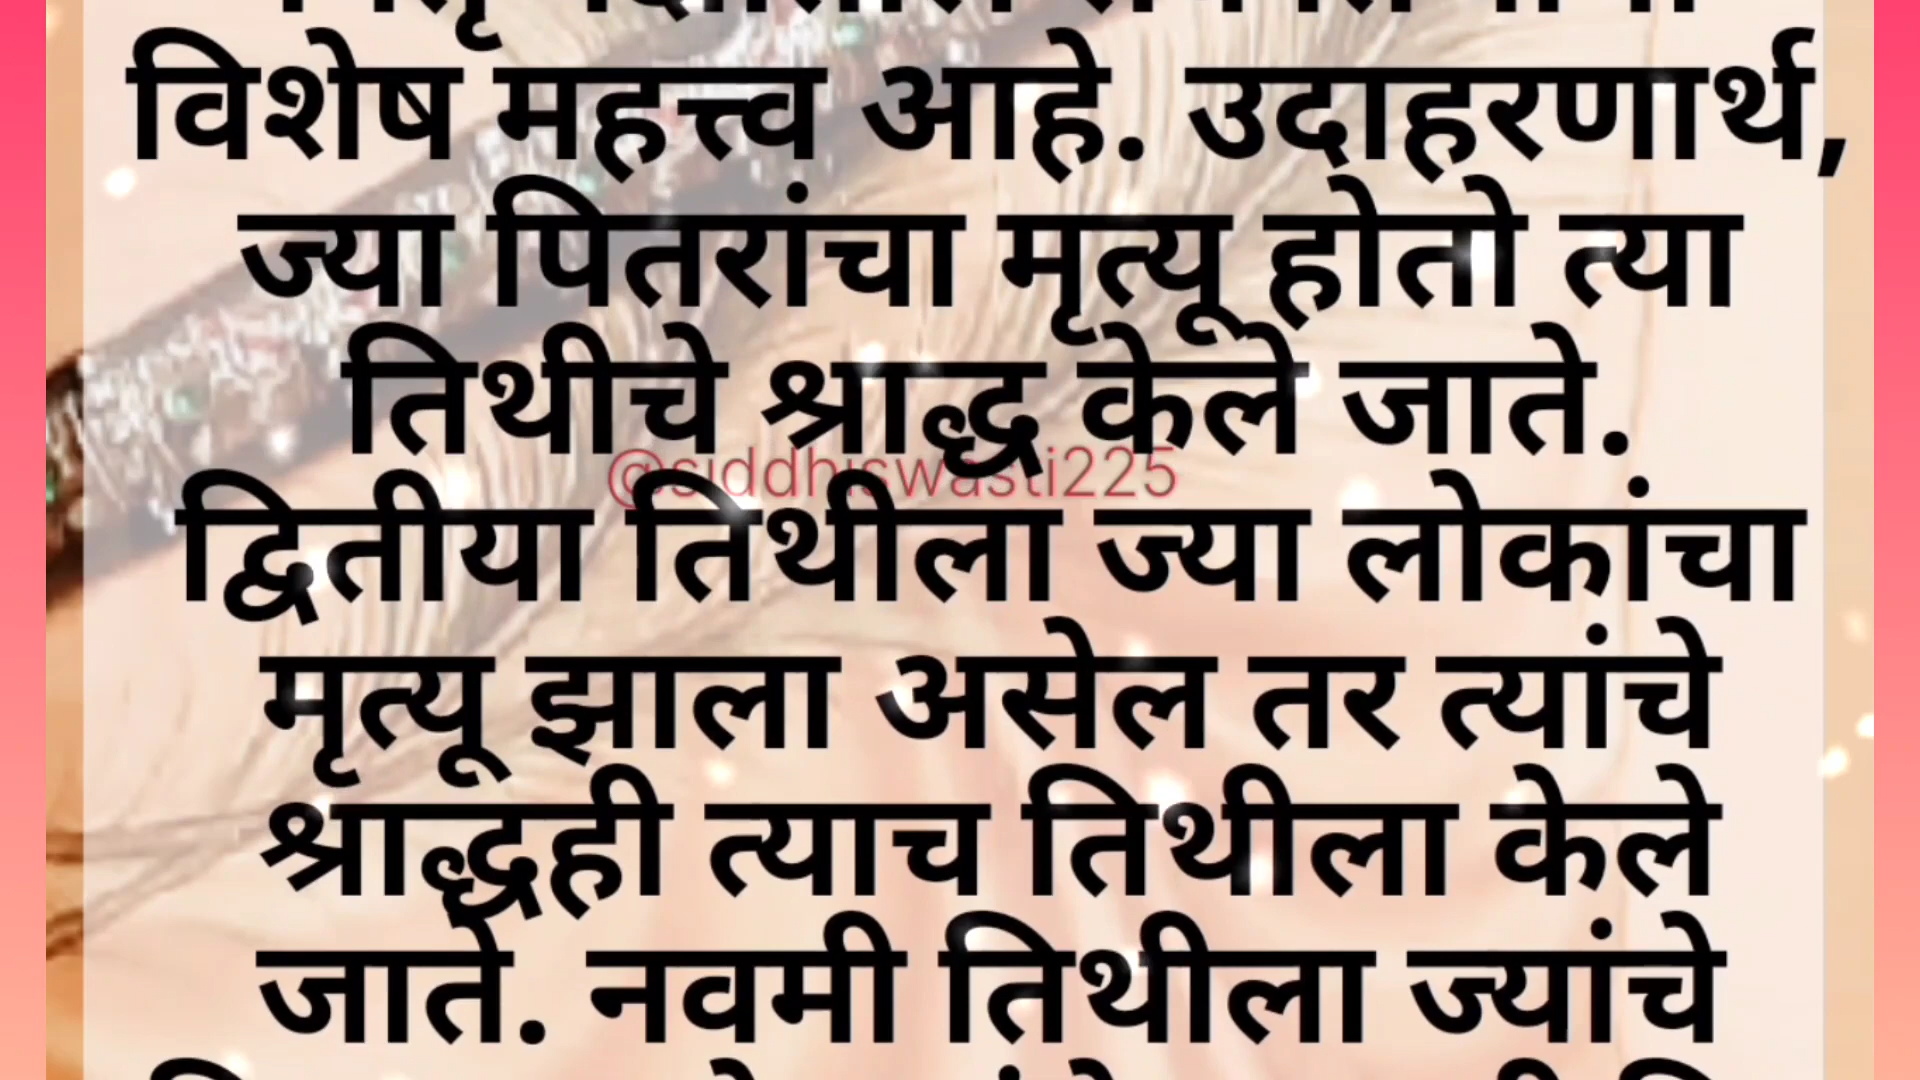 विशेष महत्त्व आहे. उदाहरणार्थ,
ज्या पितरांचा मृत्यू होतो त्या
तिथीचे श्राद्ध केले जाते.
@siddhiswasti225
द्वितीया तिथीला ज्या लोकांचा
मृत्यू झाला असेल तर त्यांचे
श्राद्धही त्याच तिथीला केले
जाते. नवमी तिथीला ज्यांचे